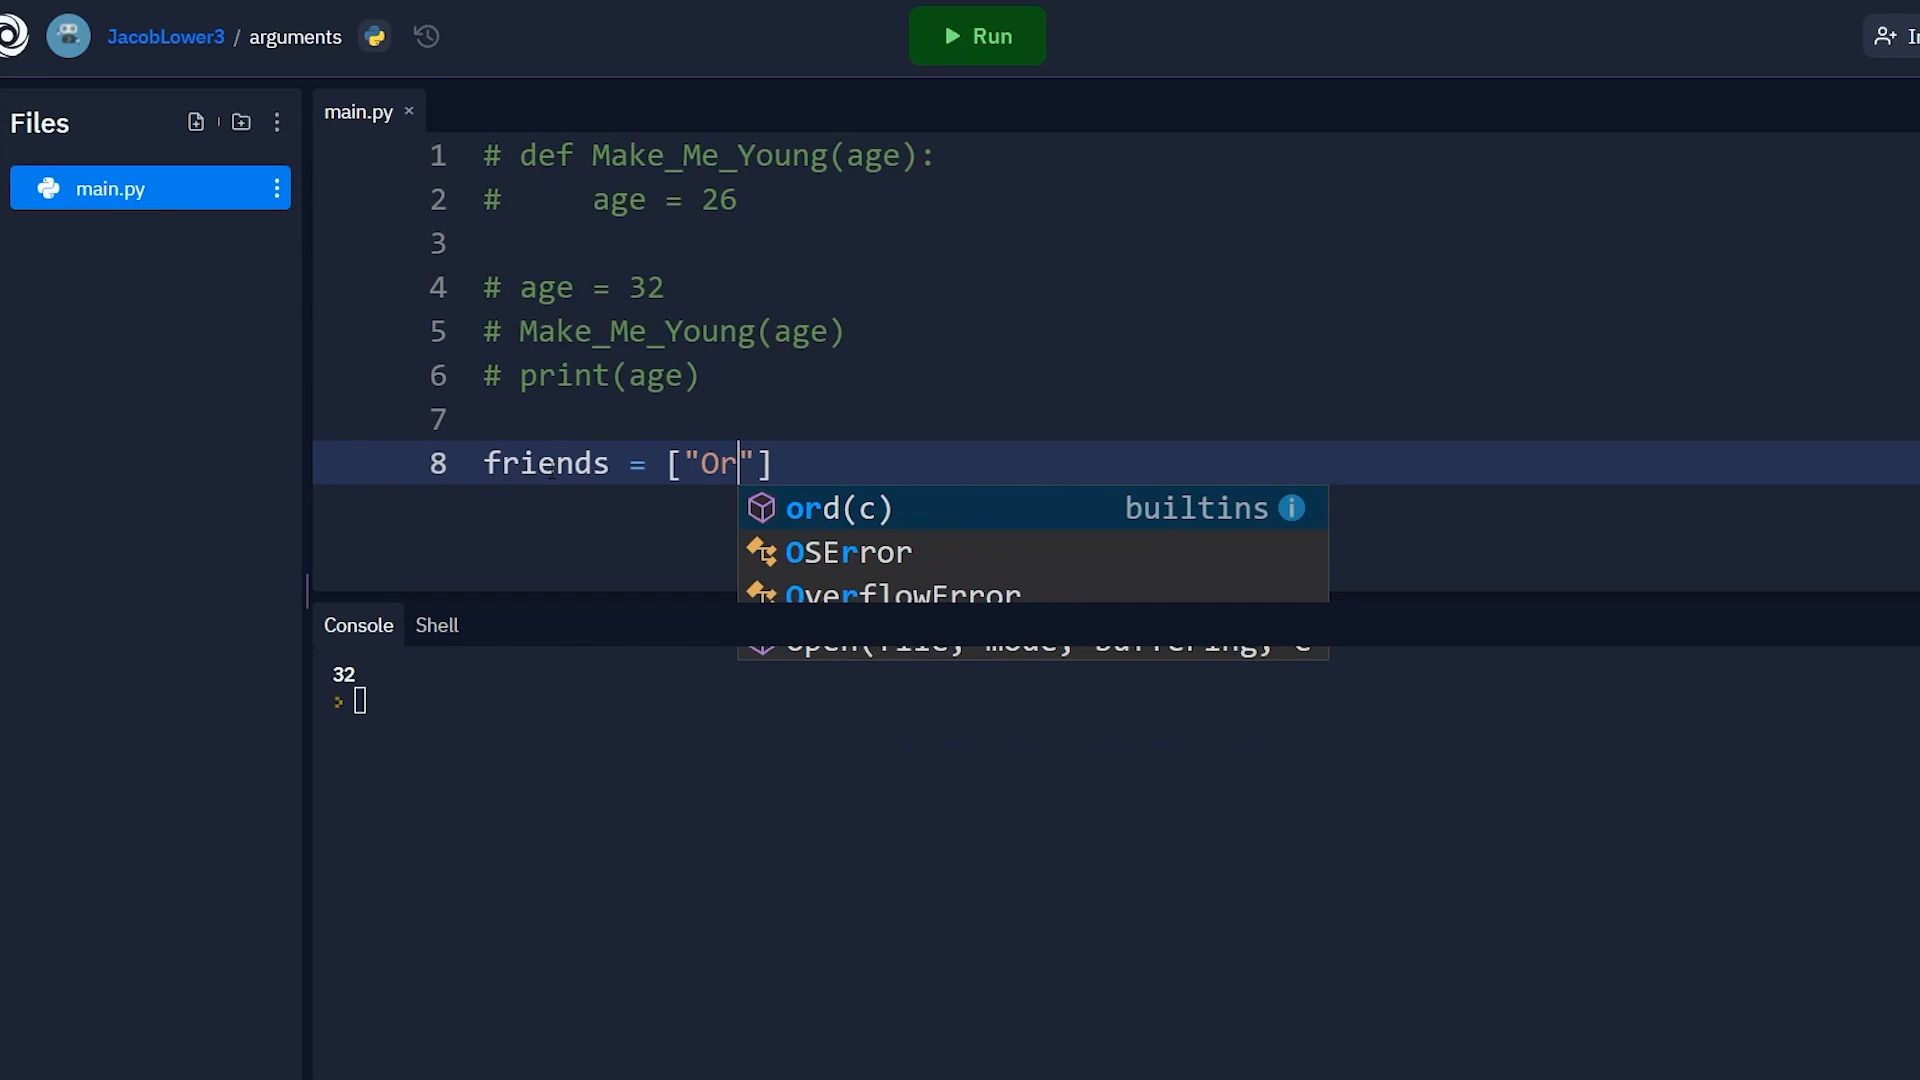 JacobLower3 / arguments
Run
Files
main.py
main.py ×
1 # def Make_Me_Young(age):
2 #     age = 26
3
4 # age = 32
5 # Make_Me_Young(age)
6 # print(age)
7
8 friends = ["Or"]
ord(c) builtins
OSError
OverflowError
open(file, mode, buffering, e
Console Shell
32
>